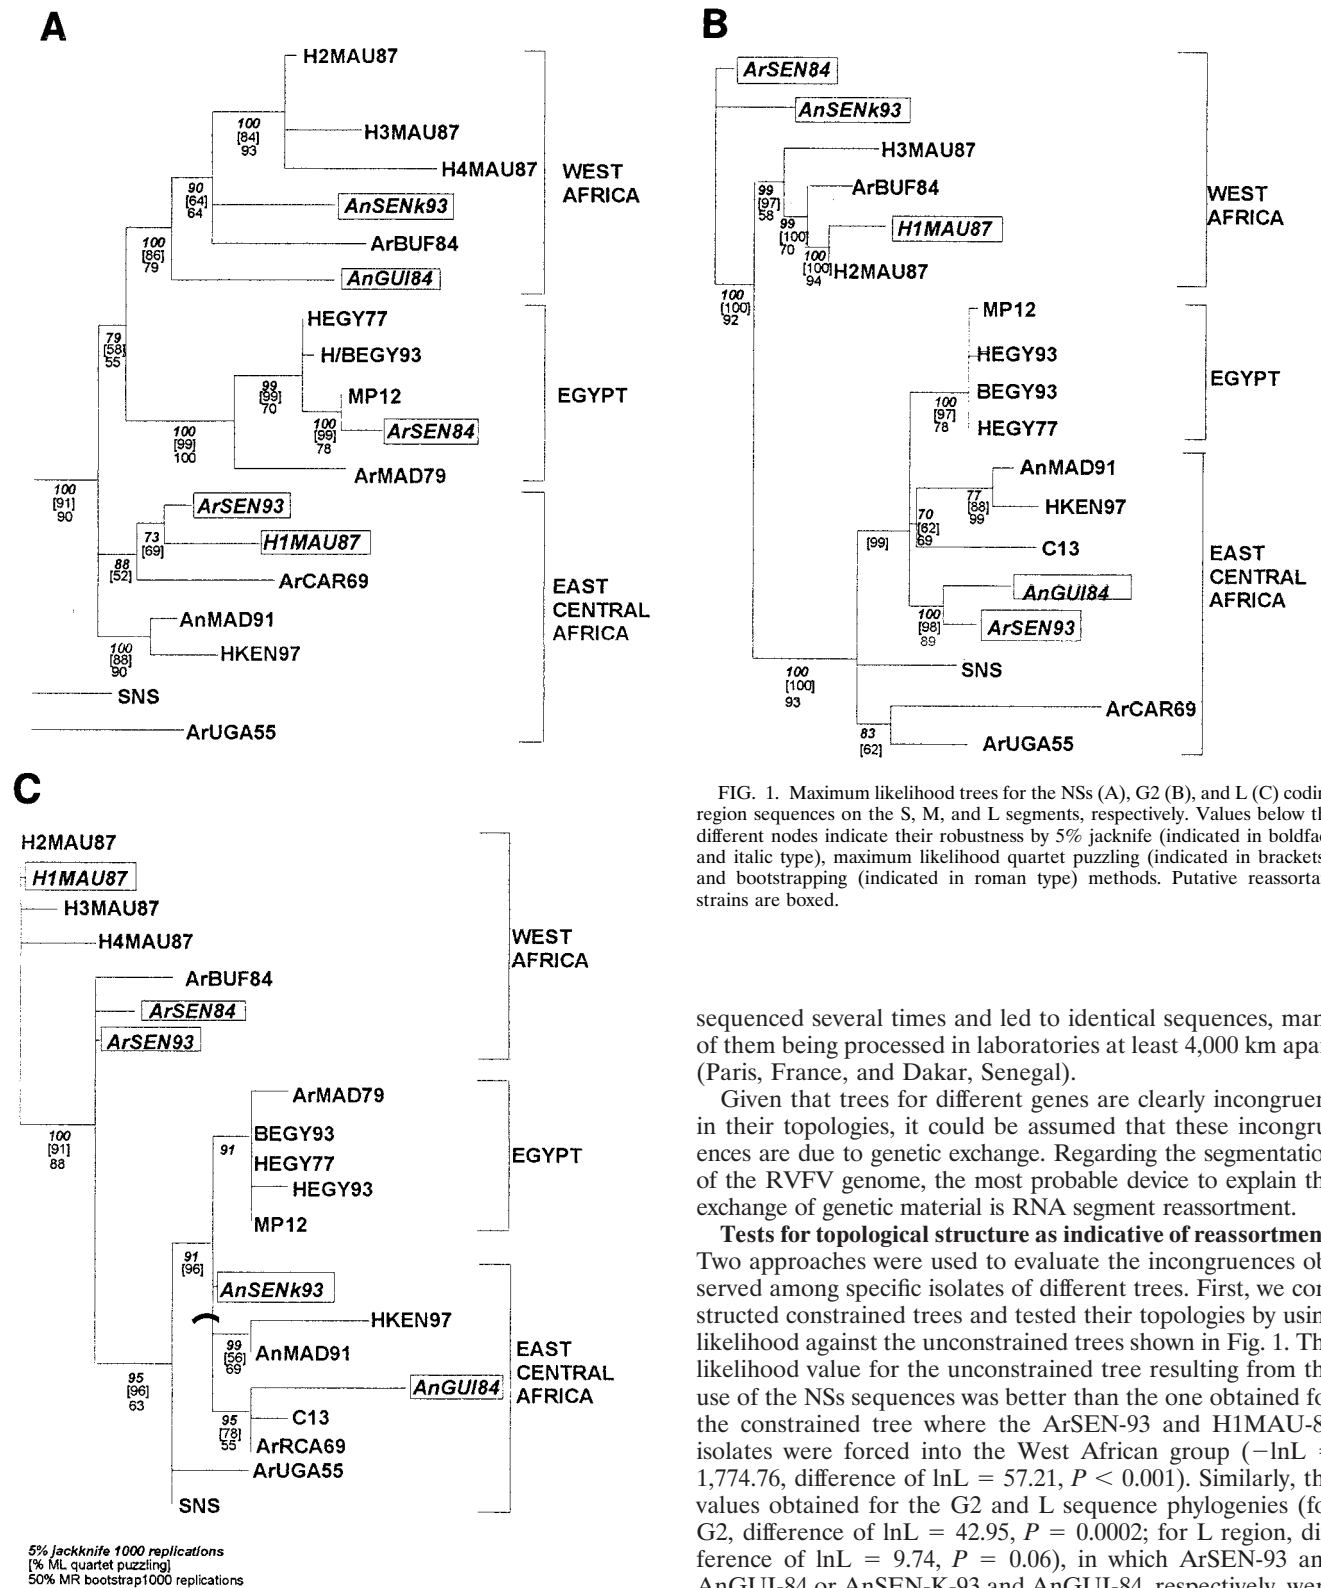 A
H2MAU87
100
[84]
93
H3MAU87
H4MAU87
WEST
AFRICA
90
[64]
64
AnSENk93
ArBUF84
100
[86]
79
AnGUI84
HEGY77
79
[58]
55
H/BEGY93
99
[99]
70
MP12
EGYPT
100
[99]
78
ArSEN84
100
[99]
100
ArMAD79
100
[91]
90
ArSEN93
73
[69]
H1MAU87
88
[52]
ArCAR69
EAST
CENTRAL
AFRICA
AnMAD91
100
[88]
90
HKEN97
SNS
ArUGA55
B
ArSEN84
AnSENk93
H3MAU87
99
[97]
58
ArBUF84
WEST
AFRICA
99
[100]
70
H1MAU87
100
[100]
94
H2MAU87
100
[100]
92
MP12
HEGY93
EGYPT
BEGY93
100
[97]
78
HEGY77
AnMAD91
77
[88]
99
HKEN97
70
[62]
69
[99]
C13
EAST
CENTRAL
AFRICA
AnGUI84
100
[98]
89
ArSEN93
SNS
100
[100]
93
ArCAR69
83
[62]
ArUGA55
C
H2MAU87
H1MAU87
H3MAU87
H4MAU87
WEST
AFRICA
ArBUF84
ArSEN84
ArSEN93
ArMAD79
100
[91]
88
BEGY93
91
HEGY77
EGYPT
HEGY93
MP12
91
[96]
AnSENk93
HKEN97
99
[56]
69
AnMAD91
EAST
CENTRAL
AFRICA
95
[96]
63
AnGUI84
95
[78]
55
C13
ArRCA69
ArUGA55
SNS
5% jackknife 1000 replications
[% ML quartet puzzling]
50% MR bootstrap1000 replications
FIG. 1. Maximum likelihood trees for the NSs (A), G2 (B), and L (C) codin
region sequences on the S, M, and L segments, respectively. Values below th
different nodes indicate their robustness by 5% jacknife (indicated in boldfac
and italic type), maximum likelihood quartet puzzling (indicated in brackets
and bootstrapping (indicated in roman type) methods. Putative reassorta
strains are boxed.
sequenced several times and led to identical sequences, man
of them being processed in laboratories at least 4,000 km apar
(Paris, France, and Dakar, Senegal).
Given that trees for different genes are clearly incongruen
in their topologies, it could be assumed that these incongru
ences are due to genetic exchange. Regarding the segmentatio
of the RVFV genome, the most probable device to explain th
exchange of genetic material is RNA segment reassortment.
Tests for topological structure as indicative of reassortmen
Two approaches were used to evaluate the incongruences ob
served among specific isolates of different trees. First, we con
structed constrained trees and tested their topologies by usin
likelihood against the unconstrained trees shown in Fig. 1. Th
likelihood value for the unconstrained tree resulting from th
use of the NSs sequences was better than the one obtained fo
the constrained tree where the ArSEN-93 and H1MAU-8
isolates were forced into the West African group (−lnL =
1,774.76, difference of lnL = 57.21, P < 0.001). Similarly, th
values obtained for the G2 and L sequence phylogenies (fo
G2, difference of lnL = 42.95, P = 0.0002; for L region, di
ference of lnL = 9.74, P = 0.06), in which ArSEN-93 an
AnGUI-84 or AnSEN-K-93 and AnGUI-84, respectively, wer